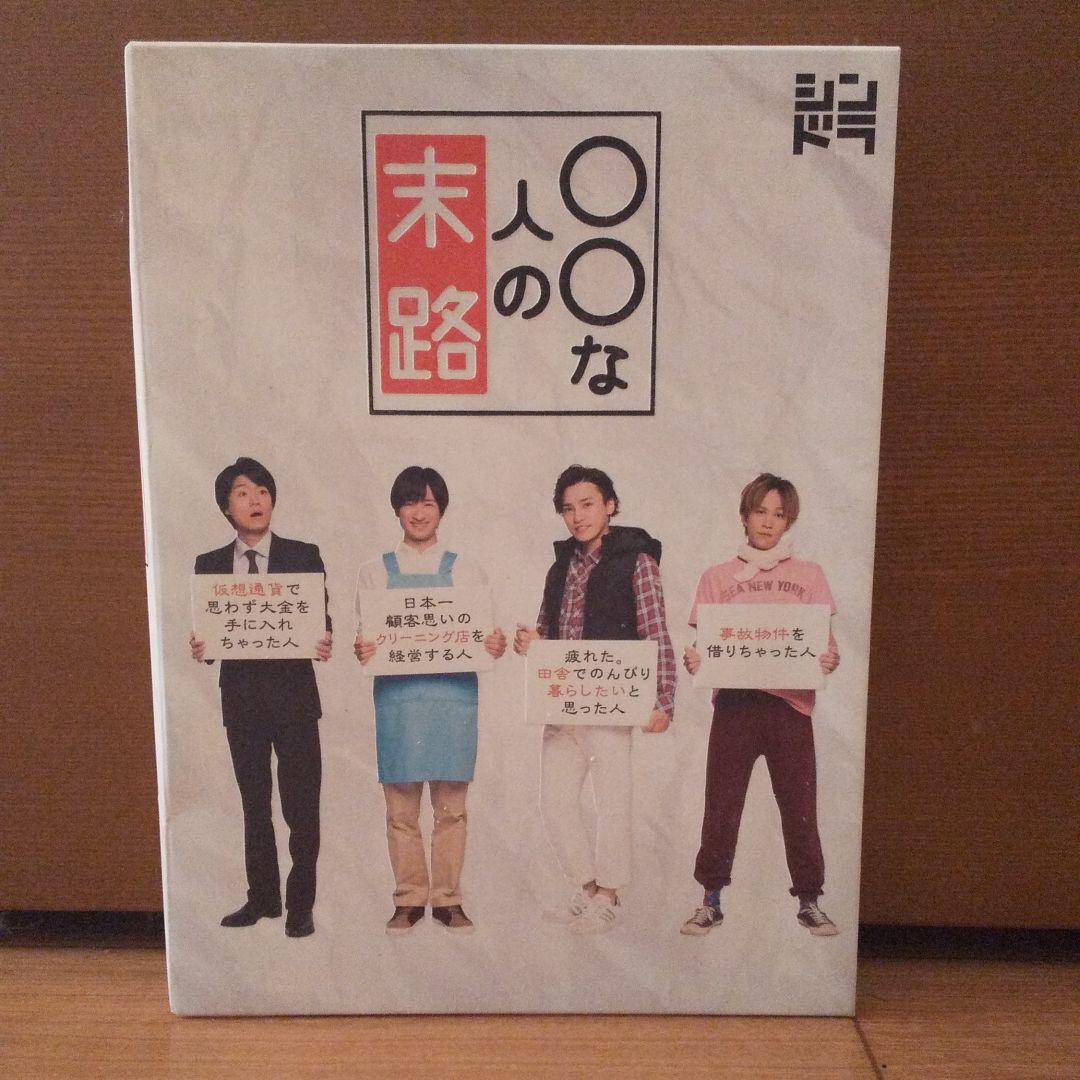 〇〇な
人の
末路
シンドラ
仮想通貨で
思わず大金を
手に入れ
ちゃった人
日本一
顧客思いの
クリーニング店を
経営する人
疲れた。
田舎でのんびり
暮らしたいと
思った人
事故物件を
借りちゃった人
SEA NEW YORK